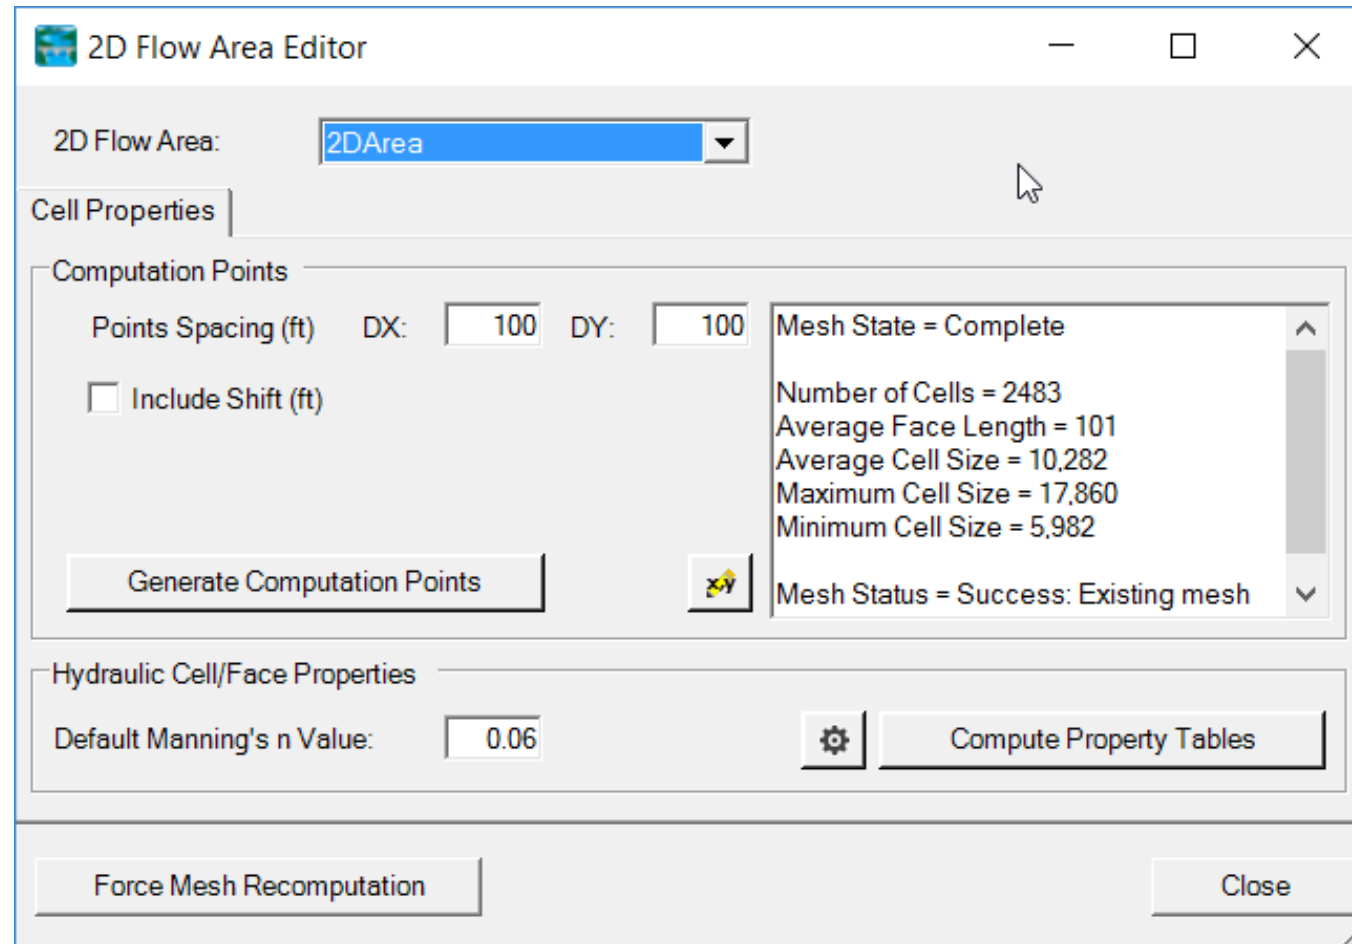 2D Flow Area Editor
2D Flow Area: 2DArea
Cell Properties
Computation Points
Points Spacing (ft) DX: 100 DY: 100
Include Shift (ft)
Mesh State = Complete
Number of Cells = 2483
Average Face Length = 101
Average Cell Size = 10,282
Maximum Cell Size = 17,860
Minimum Cell Size = 5,982
Mesh Status = Success: Existing mesh
Generate Computation Points x,y
Hydraulic Cell/Face Properties
Default Manning's n Value: 0.06 Compute Property Tables
Force Mesh Recomputation Close